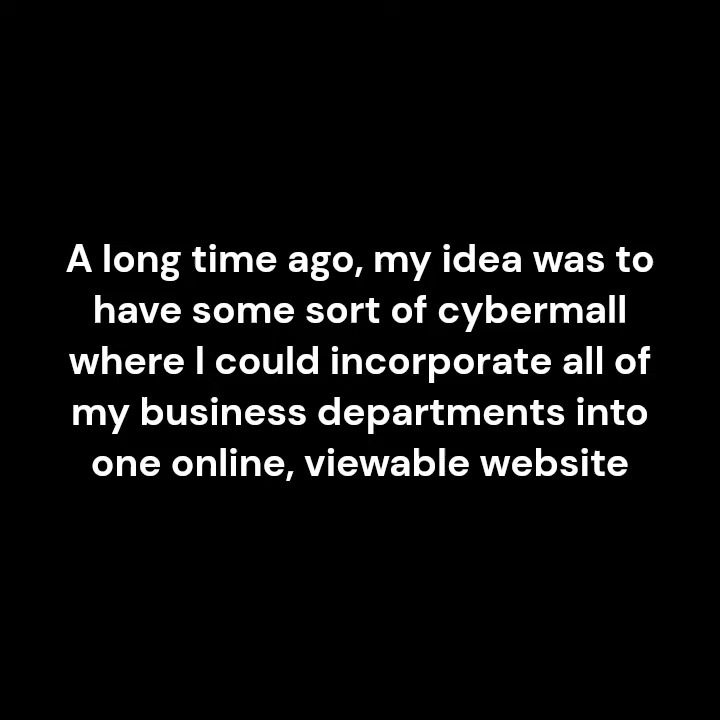 A long time ago, my idea was to
have some sort of cybermall
where I could incorporate all of
my business departments into
one online, viewable website